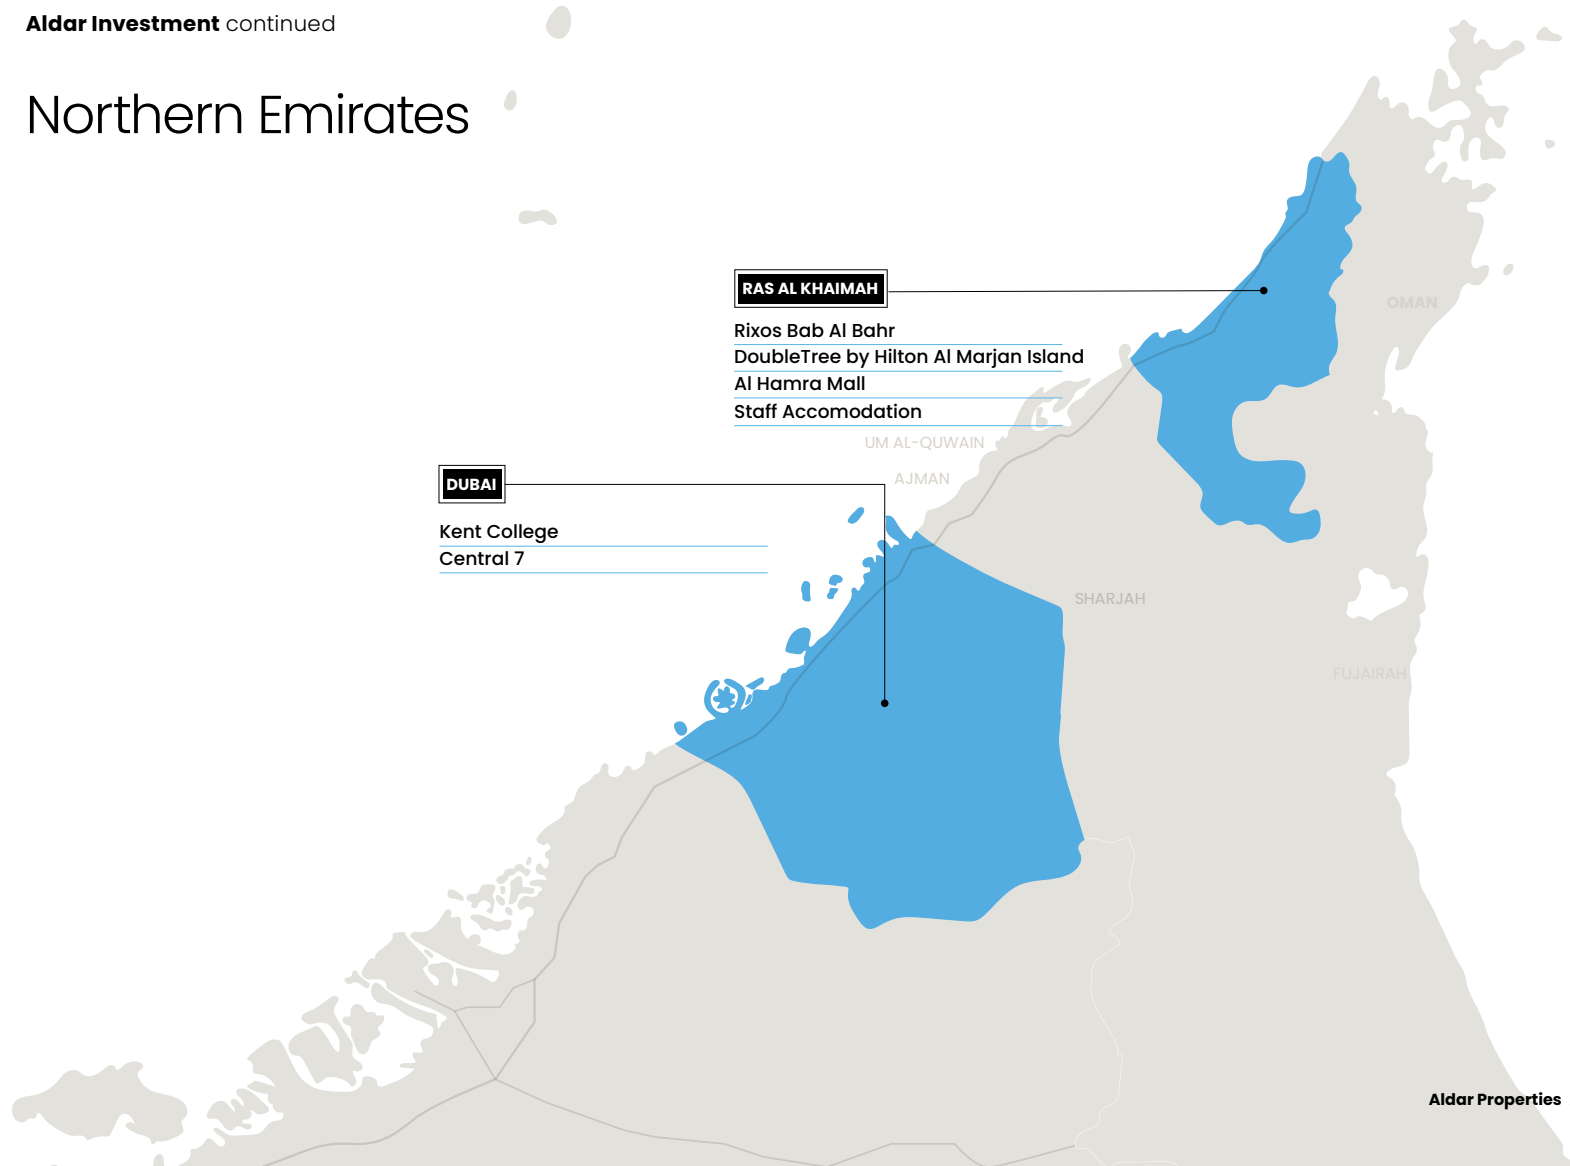 Aldar Investment continued
Northern Emirates
RAS AL KHAIMAH
Rixos Bab Al Bahr
DoubleTree by Hilton Al Marjan Island
Al Hamra Mall
Staff Accomodation
OMAN
UM AL-QUWAIN
AJMAN
DUBAI
Kent College
Central 7
SHARJAH
FUJAIRAH
Aldar Properties